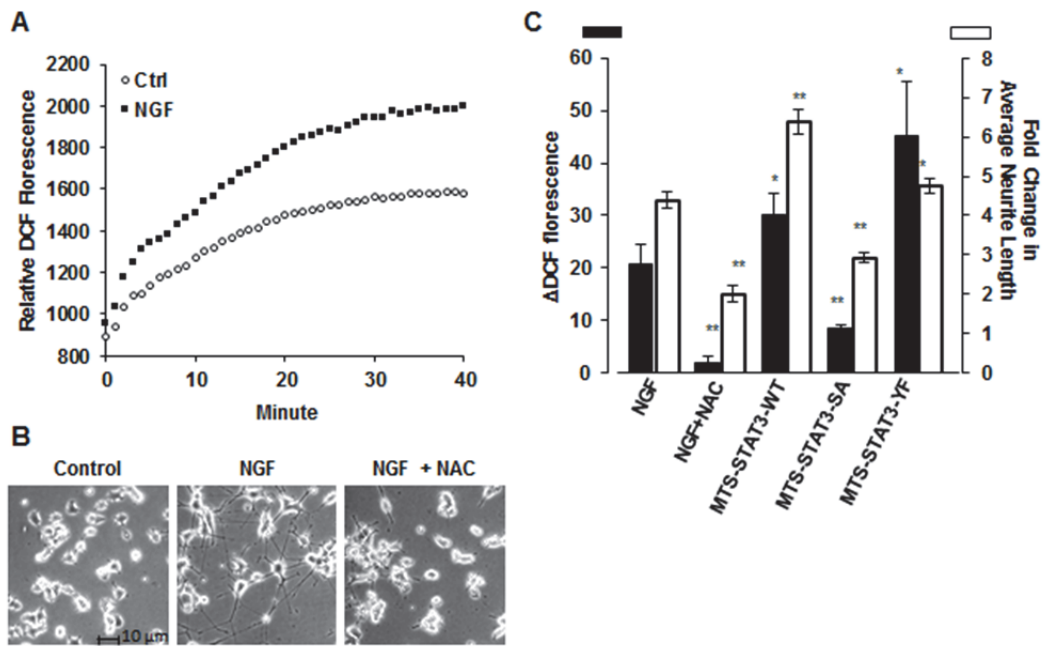 A
Relative DCF Florescence
2200
2000
1800
1600
1400
1200
1000
800
Ctrl
NGF
0 10 20 30 40
Minute
B
Control NGF NGF + NAC
10 µm
C
ΔDCF florescence
60
50
40
30
20
10
0
* ** * ** ** ** ** * *
8
7
6
5
4
3
2
1
0
Fold Change in
Average Neurite Length
NGF
NGF+NAC
MTS-STAT3-WT
MTS-STAT3-SA
MTS-STAT3-YF